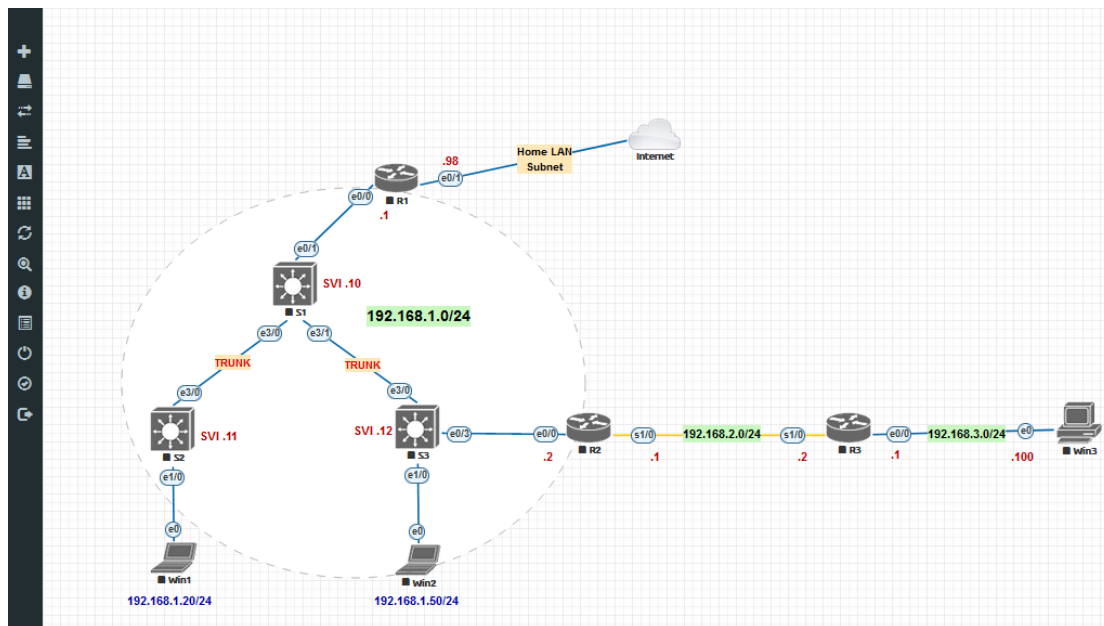 Home LAN
Subnet
Internet
.98
e0/1
R1
e0/0
.1
e0/1
SVI .10
S1
192.168.1.0/24
e3/0
e3/1
TRUNK
TRUNK
e3/0
e3/0
SVI .11
S2
SVI .12
S3
e0/3
e0/0
.2
R2
s1/0
.1
192.168.2.0/24
s1/0
.2
R3
e0/0
.1
192.168.3.0/24
e0
.100
Win3
e1/0
e1/0
e0
e0
Win1
Win2
192.168.1.20/24
192.168.1.50/24